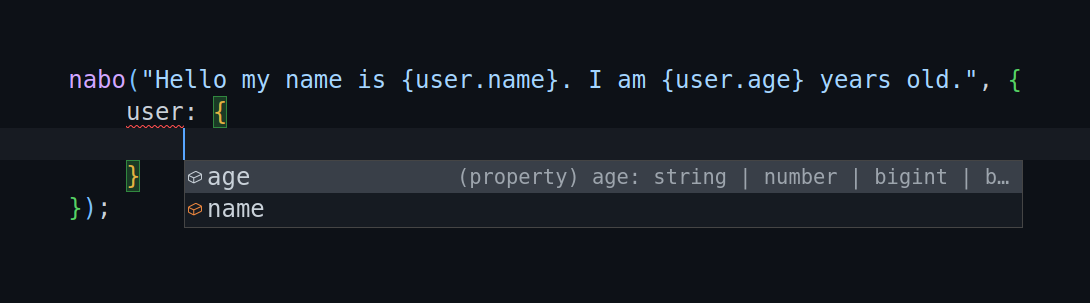 nabo("Hello my name is {user.name}. I am {user.age} years old.", {
user: {
}
age (property) age: string | number | bigint | b…
name
});